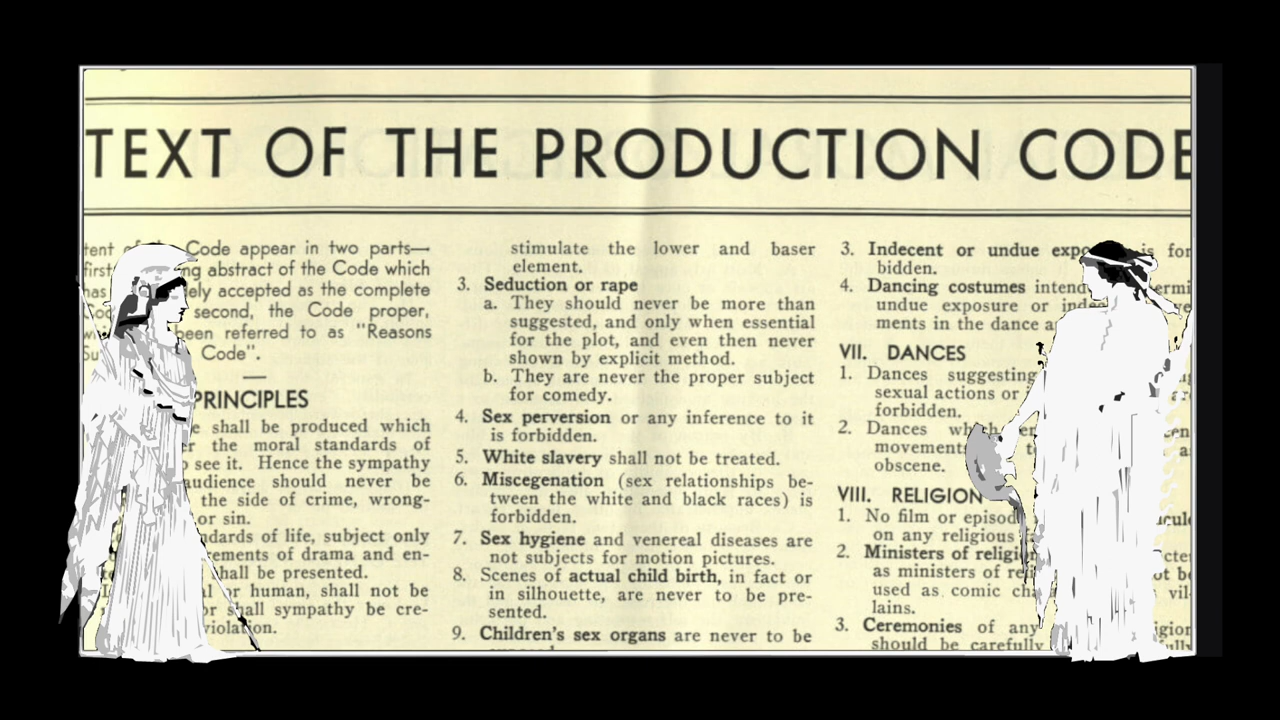 TEXT OF THE PRODUCTION CODE
tent of Code appear in two parts—
first abstract of the Code which
has accepted as the complete
second, the Code proper,
been referred to as "Reasons
Code".
PRINCIPLES
shall be produced which
the moral standards of
see it. Hence the sympathy
audience should never be
the side of crime, wrong-
or sin.
of life, subject only
of drama and en-
shall be presented.
or human, shall not be
shall sympathy be cre-
violation.
stimulate the lower and baser
element.
3. Seduction or rape
a. They should never be more than
suggested, and only when essential
for the plot, and even then never
shown by explicit method.
b. They are never the proper subject
for comedy.
4. Sex perversion or any inference to it
is forbidden.
5. White slavery shall not be treated.
6. Miscegenation (sex relationships be-
tween the white and black races) is
forbidden.
7. Sex hygiene and venereal diseases are
not subjects for motion pictures.
8. Scenes of actual child birth, in fact or
in silhouette, are never to be pre-
sented.
9. Children's sex organs are never to be
3. Indecent or undue is for
bidden.
4. Dancing costumes
undue exposure or
ments in the dance
VII. DANCES
1. Dances suggesting
sexual actions or
forbidden.
2. Dances which
movements
obscene.
VIII. RELIGION
1. No film or episod
on any religious
2. Ministers of religi
as ministers of
used as comic vil-
lains.
3. Ceremonies of any
should be carefully